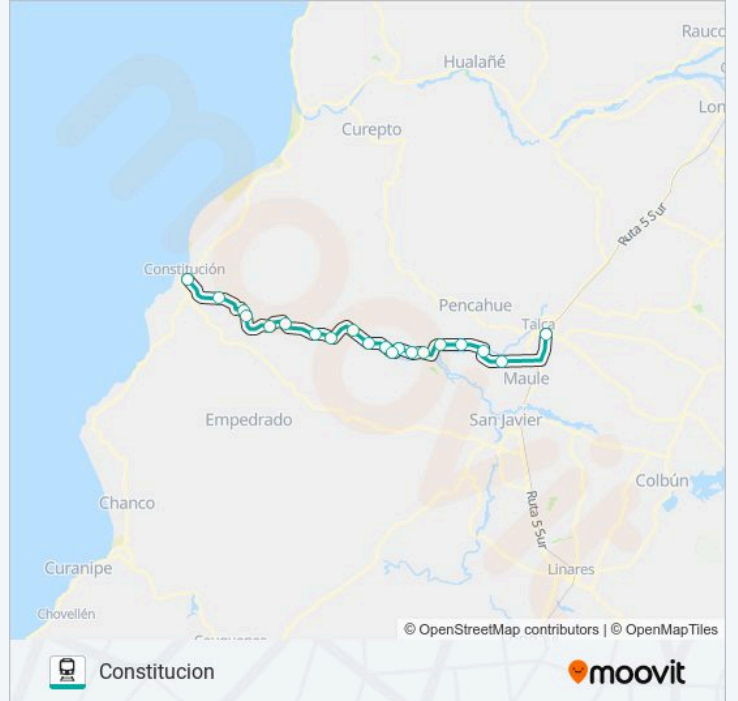 Rauco
Hualañé
Lon
Curepto
Ruta 5 Sur
Constitución
Pencahue
Talca
Maule
Empedrado
San Javier
Colbún
Chanco
Ruta 5 Sur
Curanipe
Linares
Chovellén
© OpenStreetMap contributors | © OpenMapTiles
Constitucion
moovit